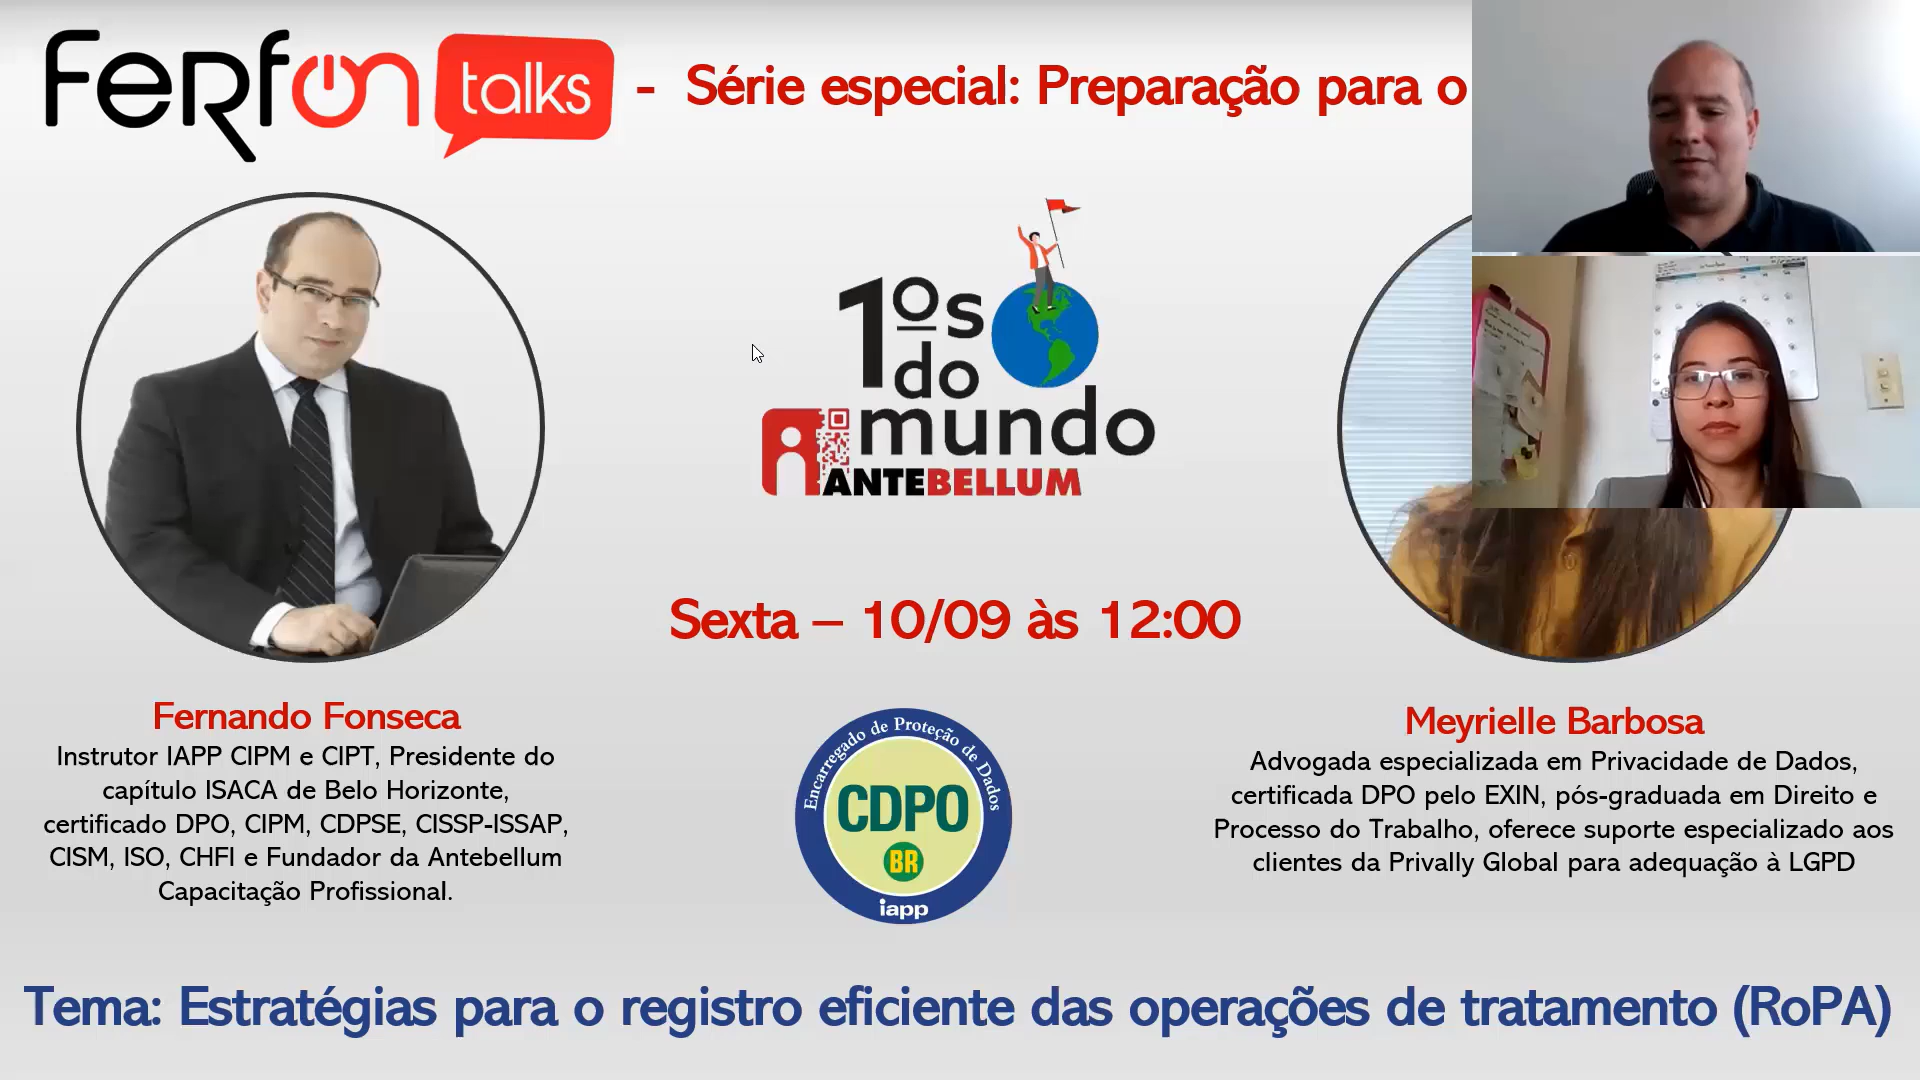 Ferfon talks - Série especial: Preparação para o
1ºs
do
mundo
ANTEBELLUM
Sexta – 10/09 às 12:00
Fernando Fonseca
Instrutor IAPP CIPM e CIPT, Presidente do
capítulo ISACA de Belo Horizonte,
certificado DPO, CIPM, CDPSE, CISSP-ISSAP,
CISM, ISO, CHFI e Fundador da Antebellum
Capacitação Profissional.
Encarregado de Proteção de Dados
CDPO
BR
iapp
Meyrielle Barbosa
Advogada especializada em Privacidade de Dados,
certificada DPO pelo EXIN, pós-graduada em Direito e
Processo do Trabalho, oferece suporte especializado aos
clientes da Privally Global para adequação à LGPD
Tema: Estratégias para o registro eficiente das operações de tratamento (RoPA)